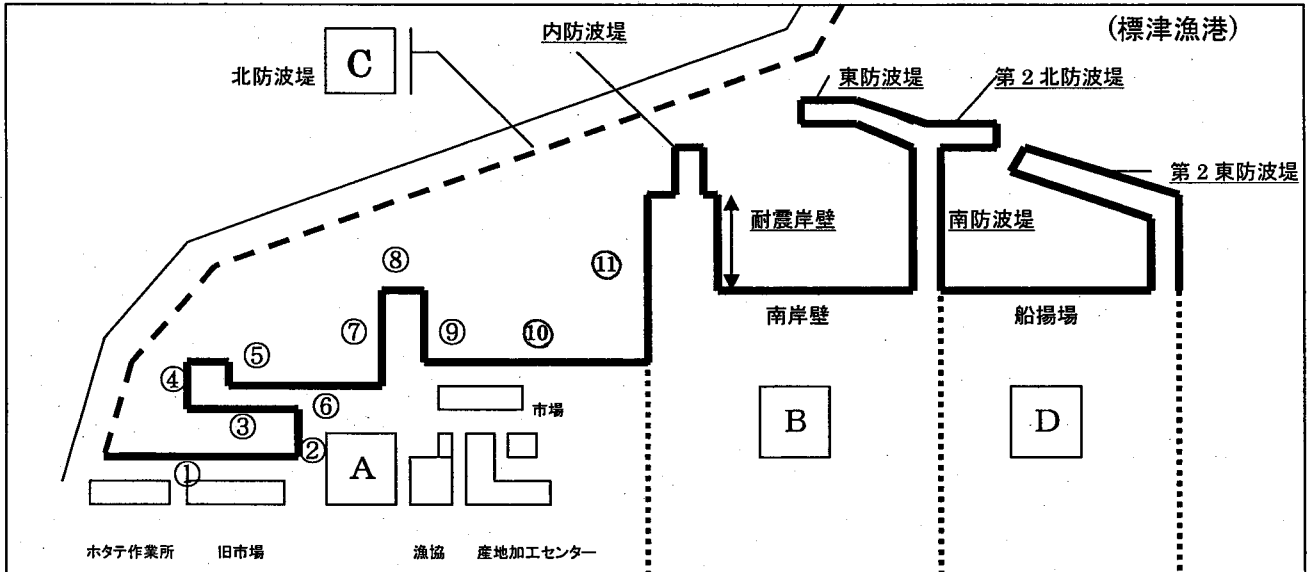 (標津漁港)
内防波堤
北防波堤
C
東防波堤
第2北防波堤
第2東防波堤
耐震岸壁
南防波堤
⑧
⑪
南岸壁
船揚場
⑦
⑨
⑩
⑤
④
⑥
③
②
①
市場
A
B
D
ホタテ作業所
旧市場
漁協
産地加工センター